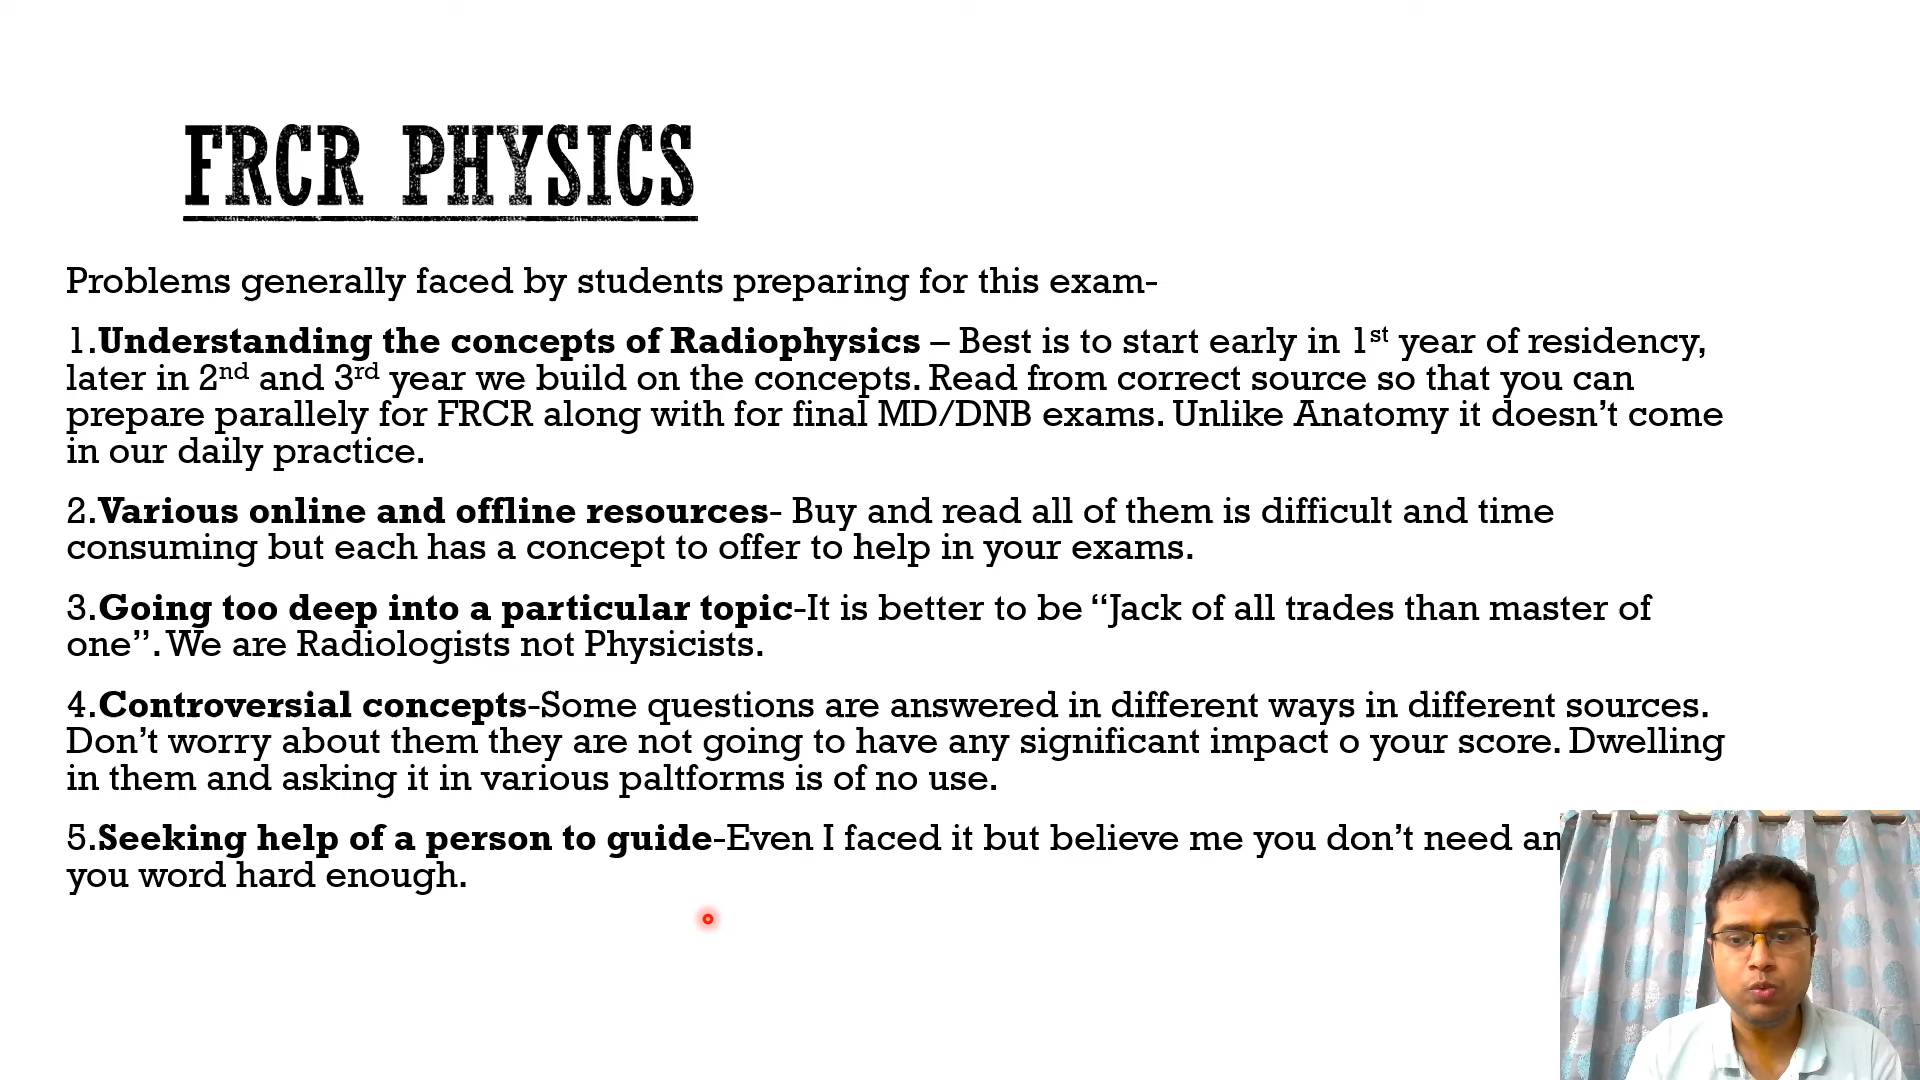 FRCR PHYSICS
Problems generally faced by students preparing for this exam-
1.Understanding the concepts of Radiophysics – Best is to start early in 1st year of residency,
later in 2nd and 3rd year we build on the concepts. Read from correct source so that you can
prepare parallely for FRCR along with for final MD/DNB exams. Unlike Anatomy it doesn’t come
in our daily practice.
2.Various online and offline resources- Buy and read all of them is difficult and time
consuming but each has a concept to offer to help in your exams.
3.Going too deep into a particular topic-It is better to be “Jack of all trades than master of
one”. We are Radiologists not Physicists.
4.Controversial concepts-Some questions are answered in different ways in different sources.
Don’t worry about them they are not going to have any significant impact o your score. Dwelling
in them and asking it in various paltforms is of no use.
5.Seeking help of a person to guide-Even I faced it but believe me you don’t need
you word hard enough.